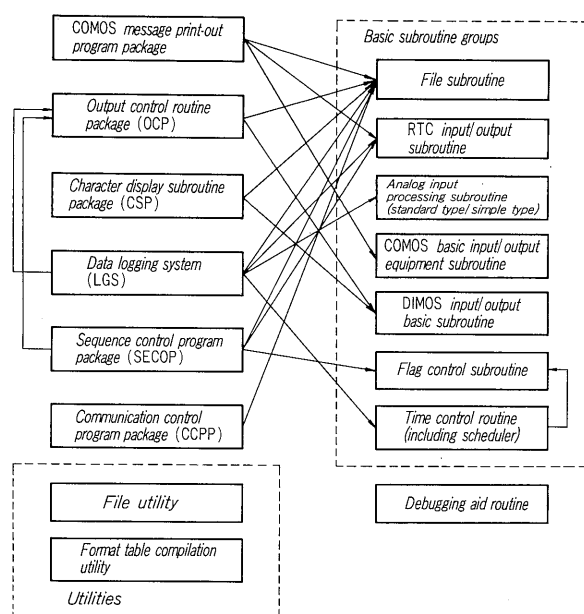 COMOS message print-out
program package
Output control routine
package (OCP)
Character display subroutine
package (CSP)
Data logging system
(LGS)
Sequence control program
package (SECOP)
Communication control
program package (CCPP)
File utility
Format table compilation
utility
Utilities
Basic subroutine groups
File subroutine
RTC input/output
subroutine
Analog input
processing subroutine
(standard type/simple type)
COMOS basic input/output
equipment subroutine
DIMOS input/output
basic subroutine
Flag control subroutine
Time control routine
(including scheduler)
Debugging aid routine